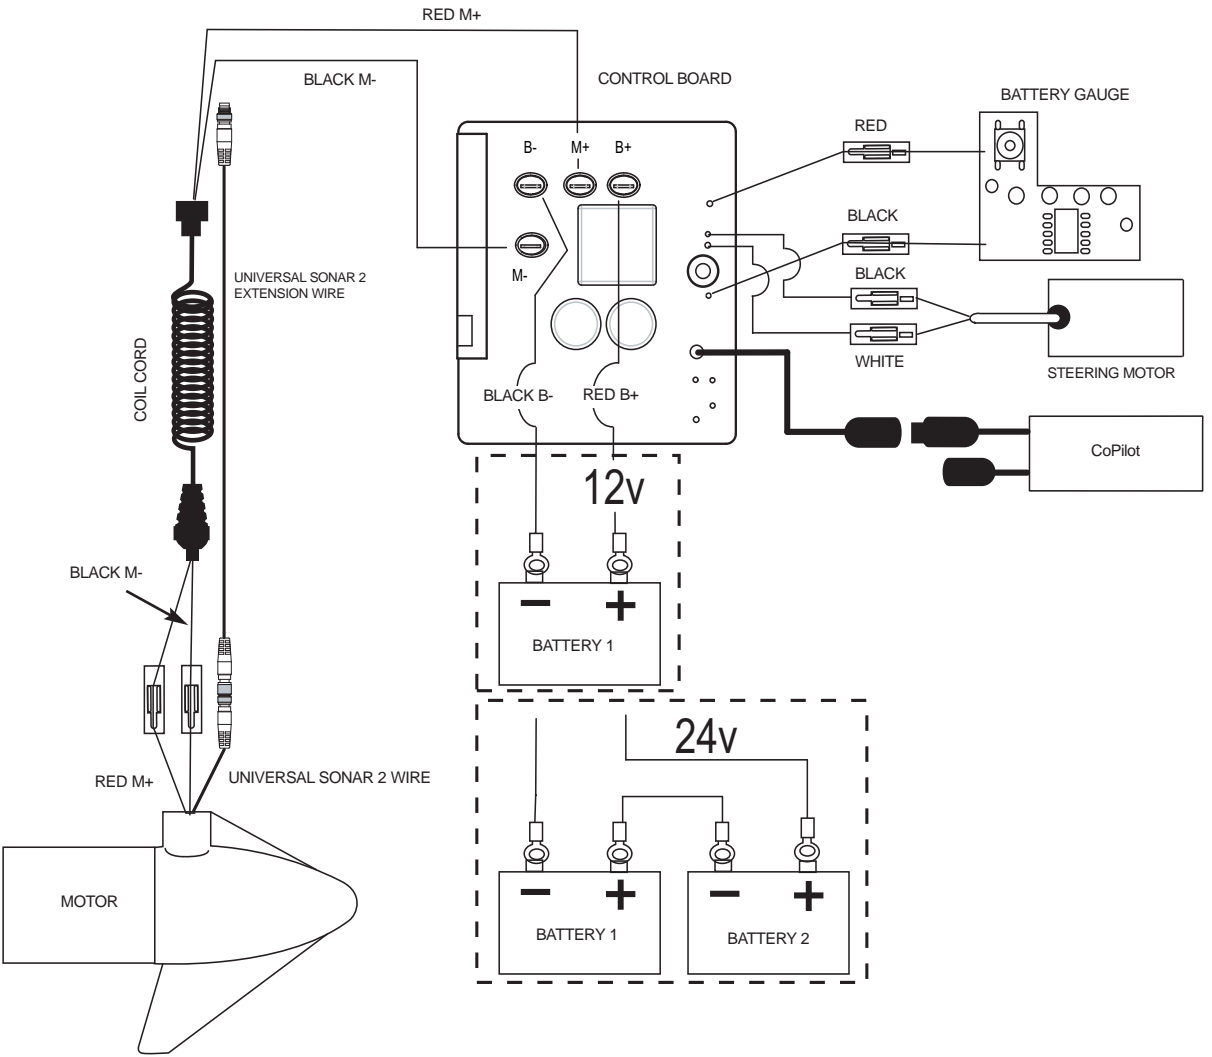 RED M+
BLACK M-
CONTROL BOARD
BATTERY GAUGE
RED
B-
M+
B+
BLACK
M-
BLACK
UNIVERSAL SONAR 2
EXTENSION WIRE
COIL CORD
WHITE
STEERING MOTOR
BLACK B-
RED B+
CoPilot
12v
BLACK M-
BATTERY 1
24v
RED M+
UNIVERSAL SONAR 2 WIRE
MOTOR
BATTERY 1
BATTERY 2